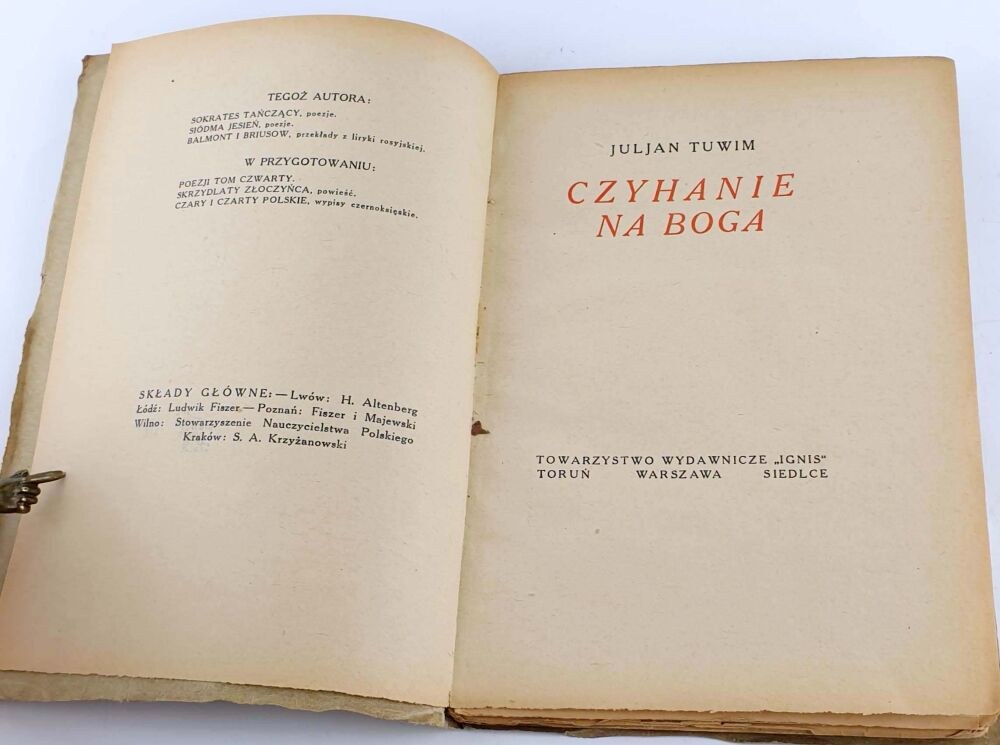 TEGOŻ AUTORA:
SOKRATES TAŃCZĄCY, poezje.
SIÓDMA JESIEŃ, poezje.
BALMONT I BRIUSOW, przekłady z liryki rosyjskiej.
W PRZYGOTOWANIU:
POEZJI TOM CZWARTY.
SKRZYDLATY ZŁOCZYŃCA, powieść.
CZARY I CZARTY POLSKIE, wypisy czernoksięskie.
SKŁADY GŁÓWNE:—Lwów: H. Altenberg
Łódź: Ludwik Fiszer—Poznań: Fiszer i Majewski
Wilno: Stowarzyszenie Nauczycielstwa Polskiego
Kraków: S. A. Krzyżanowski
JULJAN TUWIM
CZYHANIE
NA BOGA
TOWARZYSTWO WYDAWNICZE „IGNIS"
TORUŃ WARSZAWA SIEDLCE